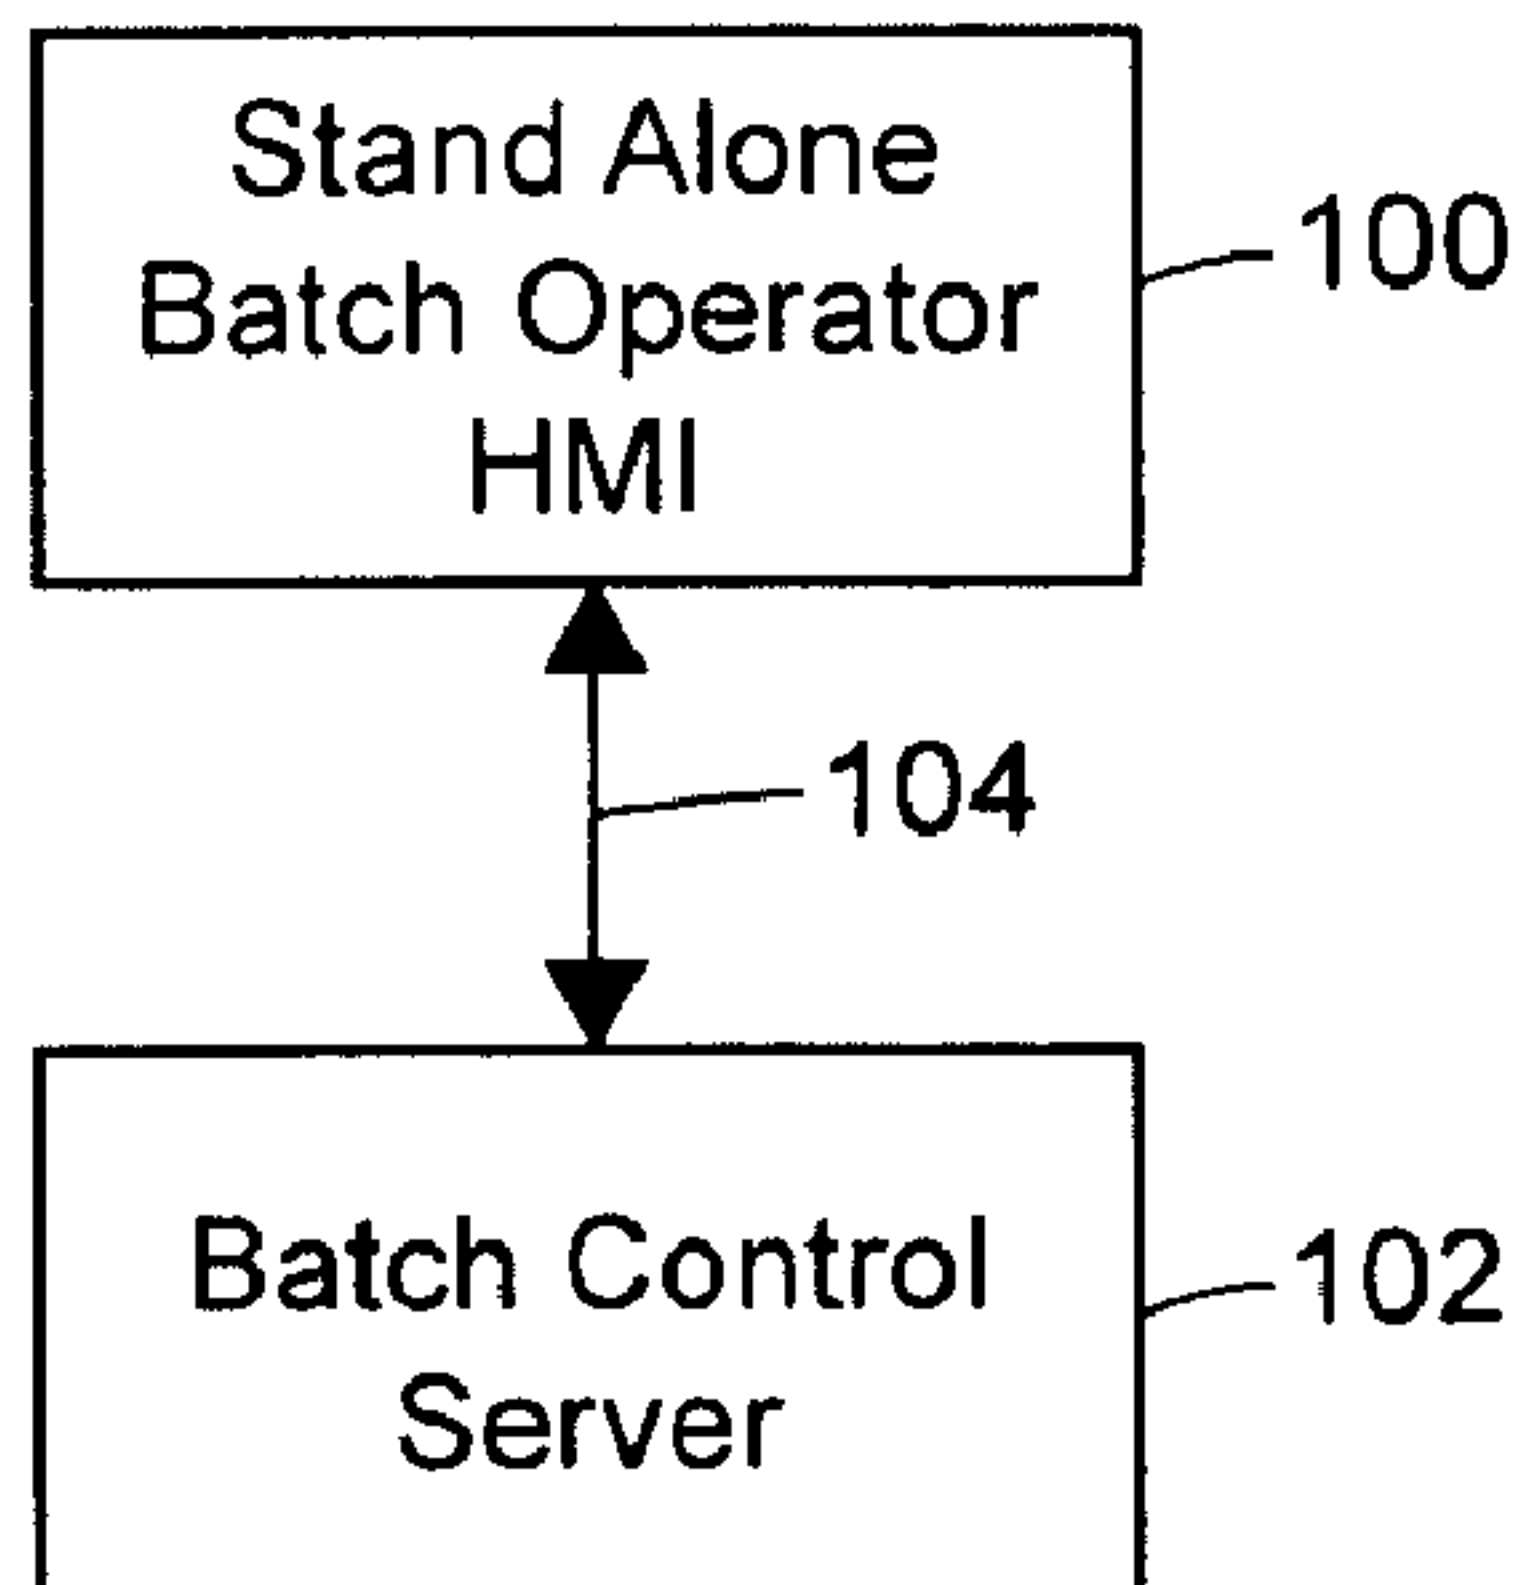 Stand Alone
Batch Operator
HMI
100
104
Batch Control
Server
102